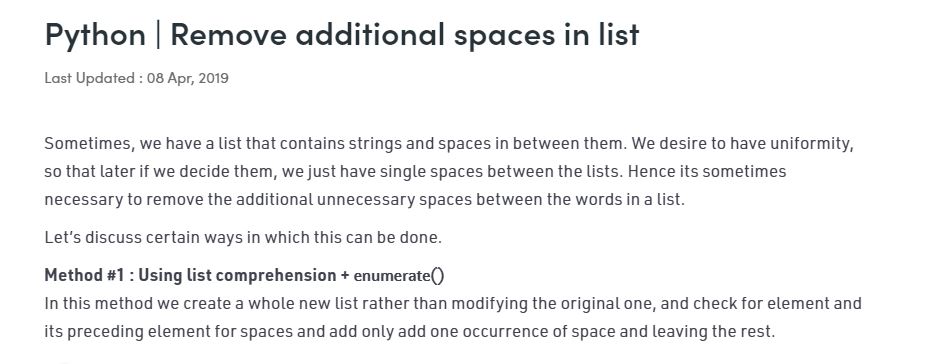 Python | Remove additional spaces in list
Last Updated : 08 Apr, 2019
Sometimes, we have a list that contains strings and spaces in between them. We desire to have uniformity,
so that later if we decide them, we just have single spaces between the lists. Hence its sometimes
necessary to remove the additional unnecessary spaces between the words in a list.
Let’s discuss certain ways in which this can be done.
Method #1 : Using list comprehension + enumerate()
In this method we create a whole new list rather than modifying the original one, and check for element and
its preceding element for spaces and add only add one occurrence of space and leaving the rest.